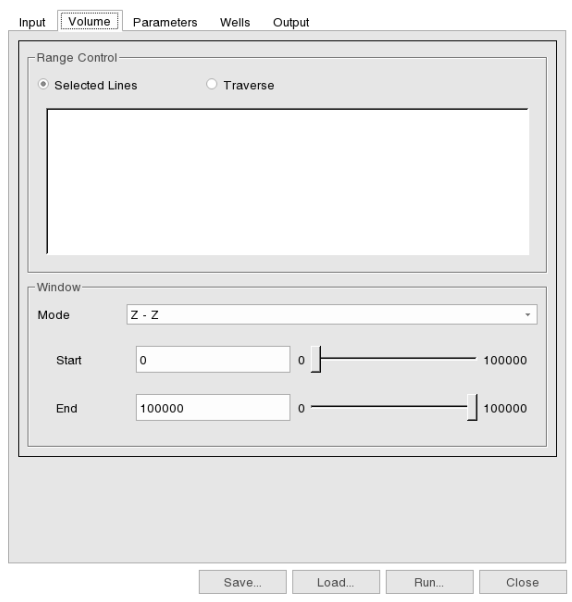 Input Volume Parameters Wells Output
Range Control
Selected Lines Traverse
Window
Mode Z - Z
Start 0 0 100000
End 100000 0 100000
Save... Load... Run... Close